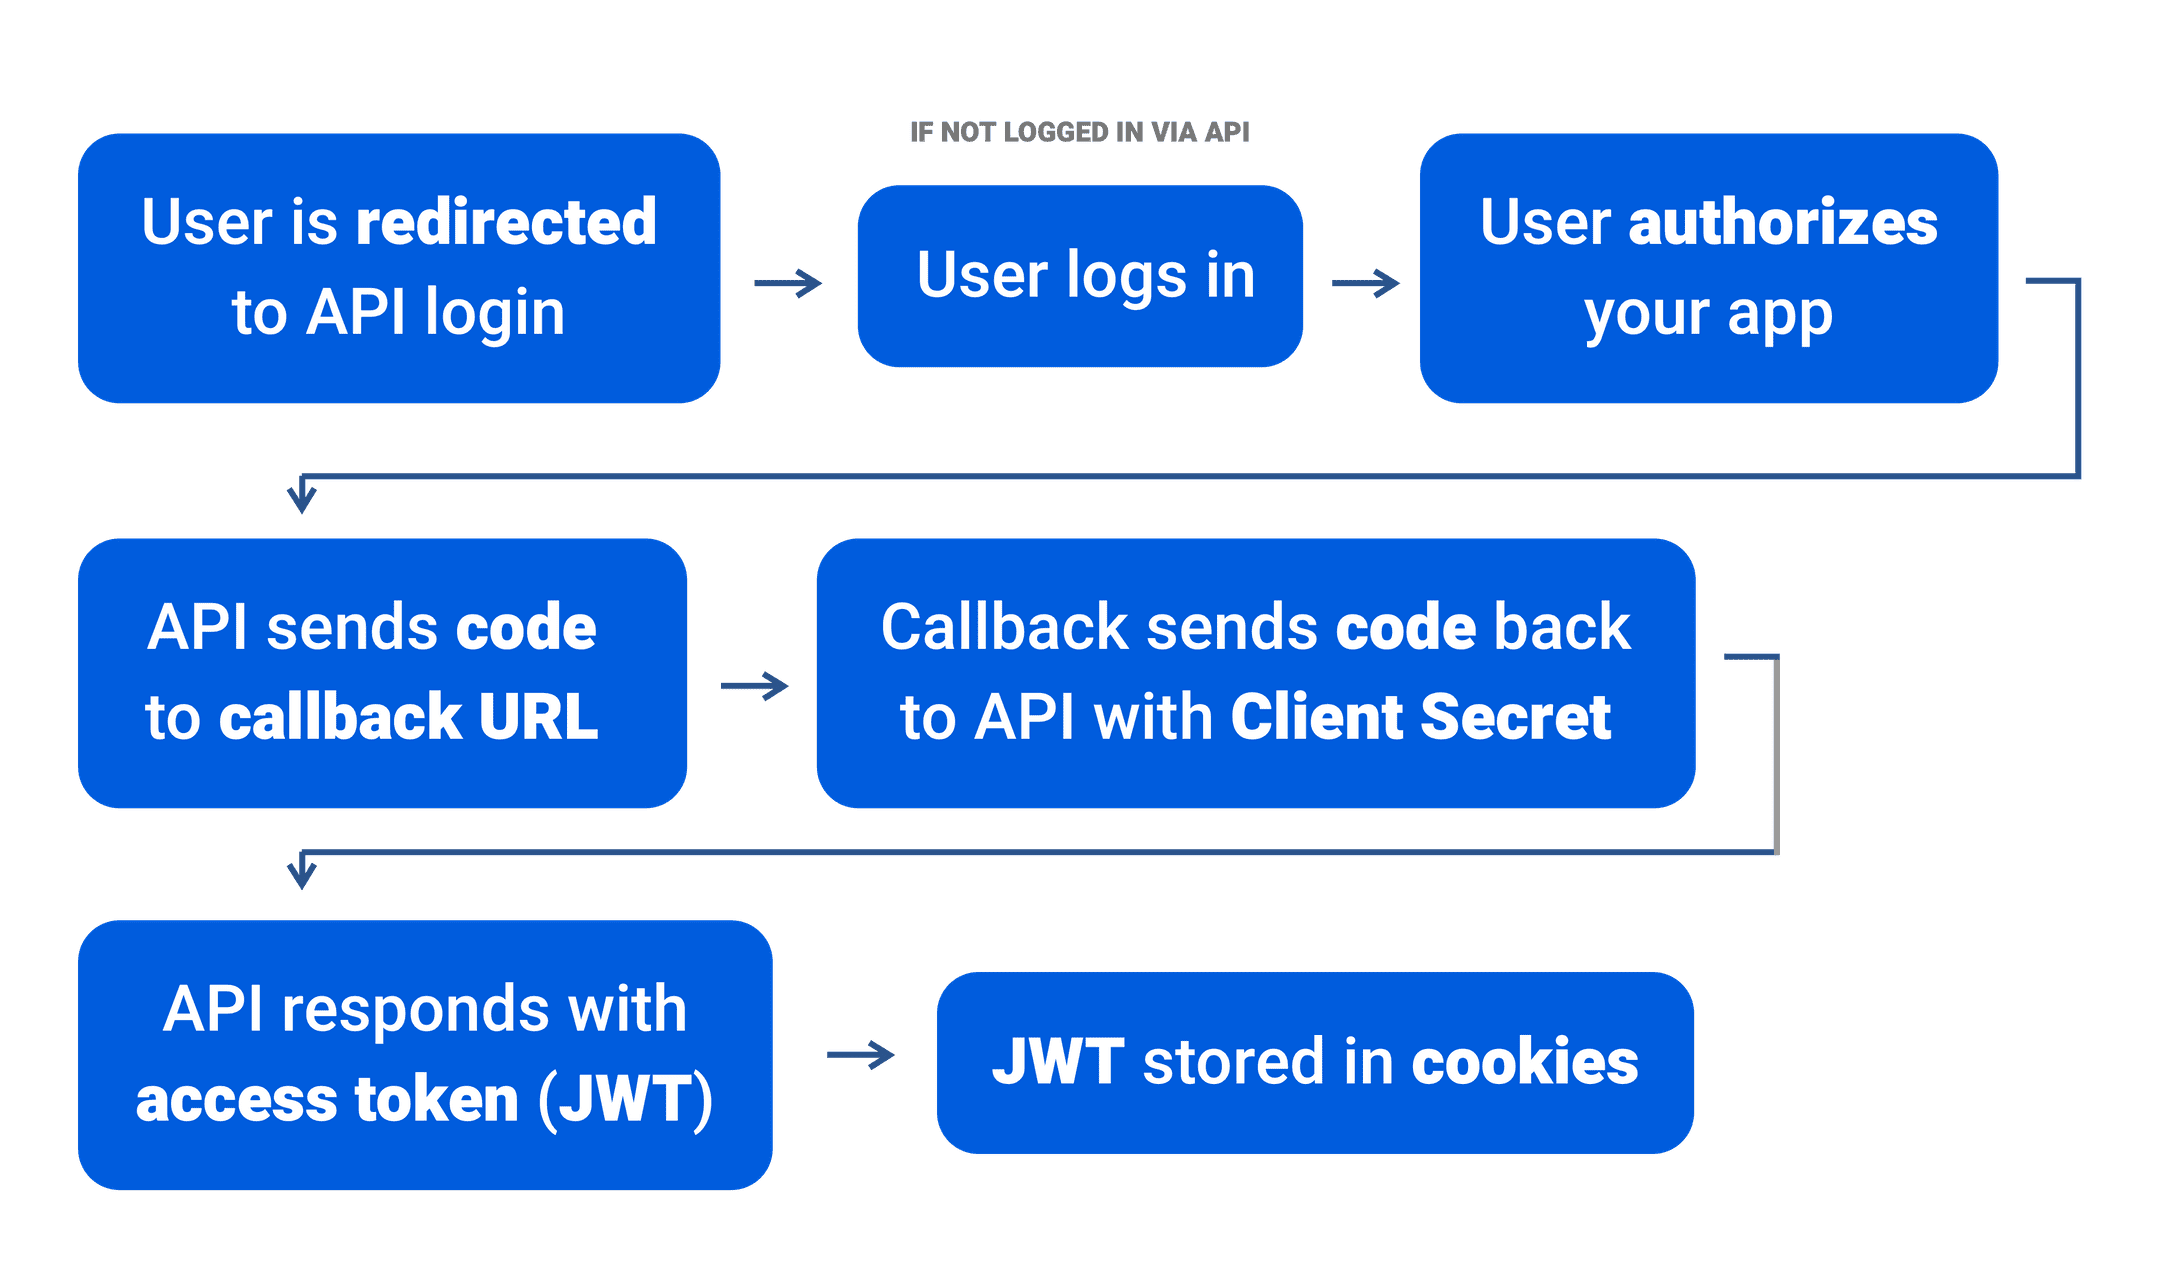 User is redirected
to API login
IF NOT LOGGED IN VIA API
User logs in
User authorizes
your app
API sends code
to callback URL
Callback sends code back
to API with Client Secret
API responds with
access token (JWT)
JWT stored in cookies